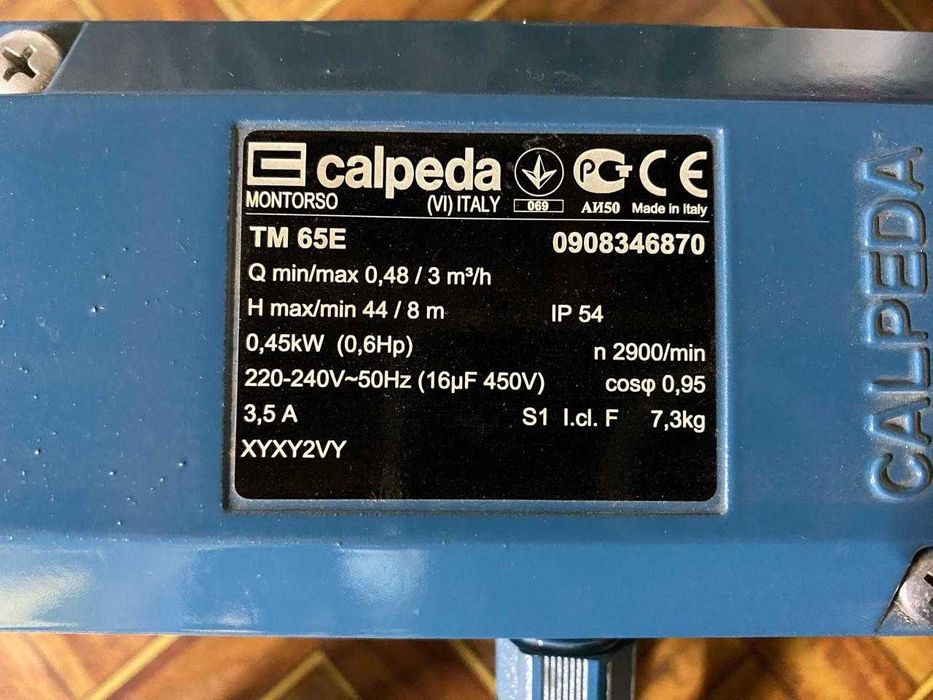 calpeda
MONTORSO (VI) ITALY 069 АИ50 Made in Italy
TM 65E 0908346870
Q min/max 0,48 / 3 m³/h
H max/min 44 / 8 m IP 54
0,45kW (0,6Hp) n 2900/min
220-240V~50Hz (16µF 450V) cosφ 0,95
3,5 A S1 I.cl. F 7,3kg
XYXY2VY
CALPEDA